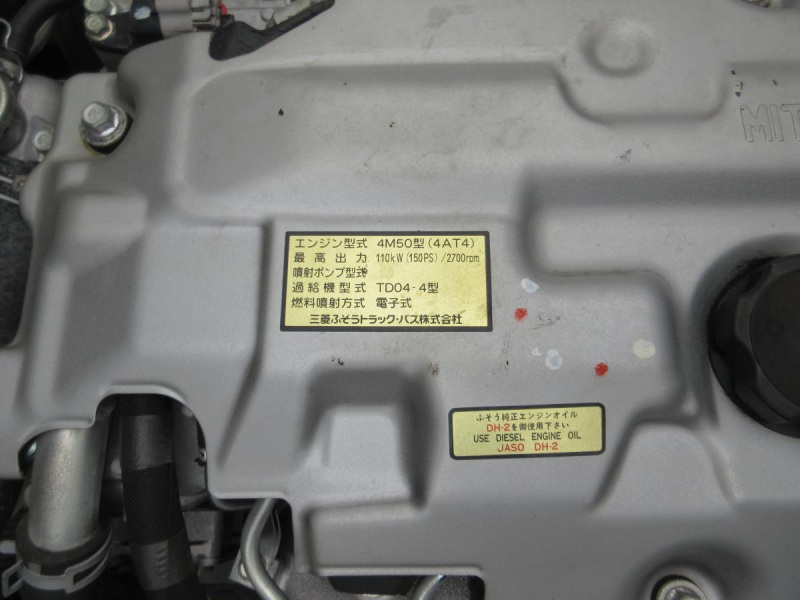 MIT
エンジン型式 4M50型(4AT4)
最高出力 110kW(150PS)/2700rpm
噴射ポンプ型式
過給機型式 TD04-4型
燃料噴射方式 電子式
三菱ふそうトラック・バス株式会社
ふそう純正エンジンオイル
DH-2を御使用下さい
USE DIESEL ENGINE OIL
JASO DH-2